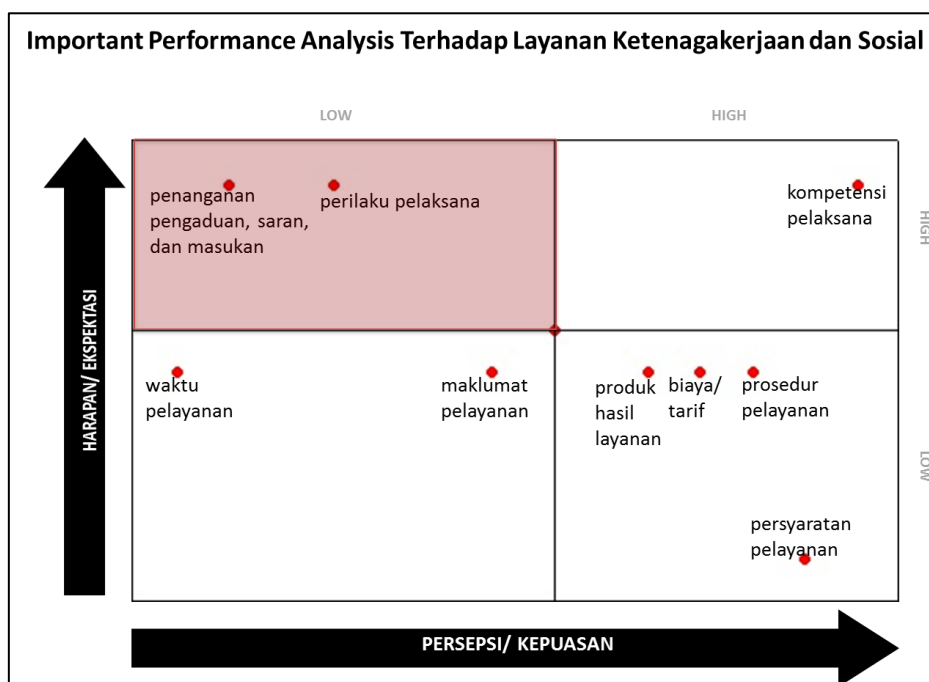 Important Performance Analysis Terhadap Layanan Ketenagakerjaan dan Sosial
LOW
HIGH
penanganan
pengaduan, saran,
dan masukan
perilaku pelaksana
kompetensi
pelaksana
HIGH
HARAPAN/ EKSPEKTASI
waktu
pelayanan
maklumat
pelayanan
produk
hasil
layanan
biaya/
tarif
prosedur
pelayanan
LOW
persyaratan
pelayanan
PERSEPSI/ KEPUASAN